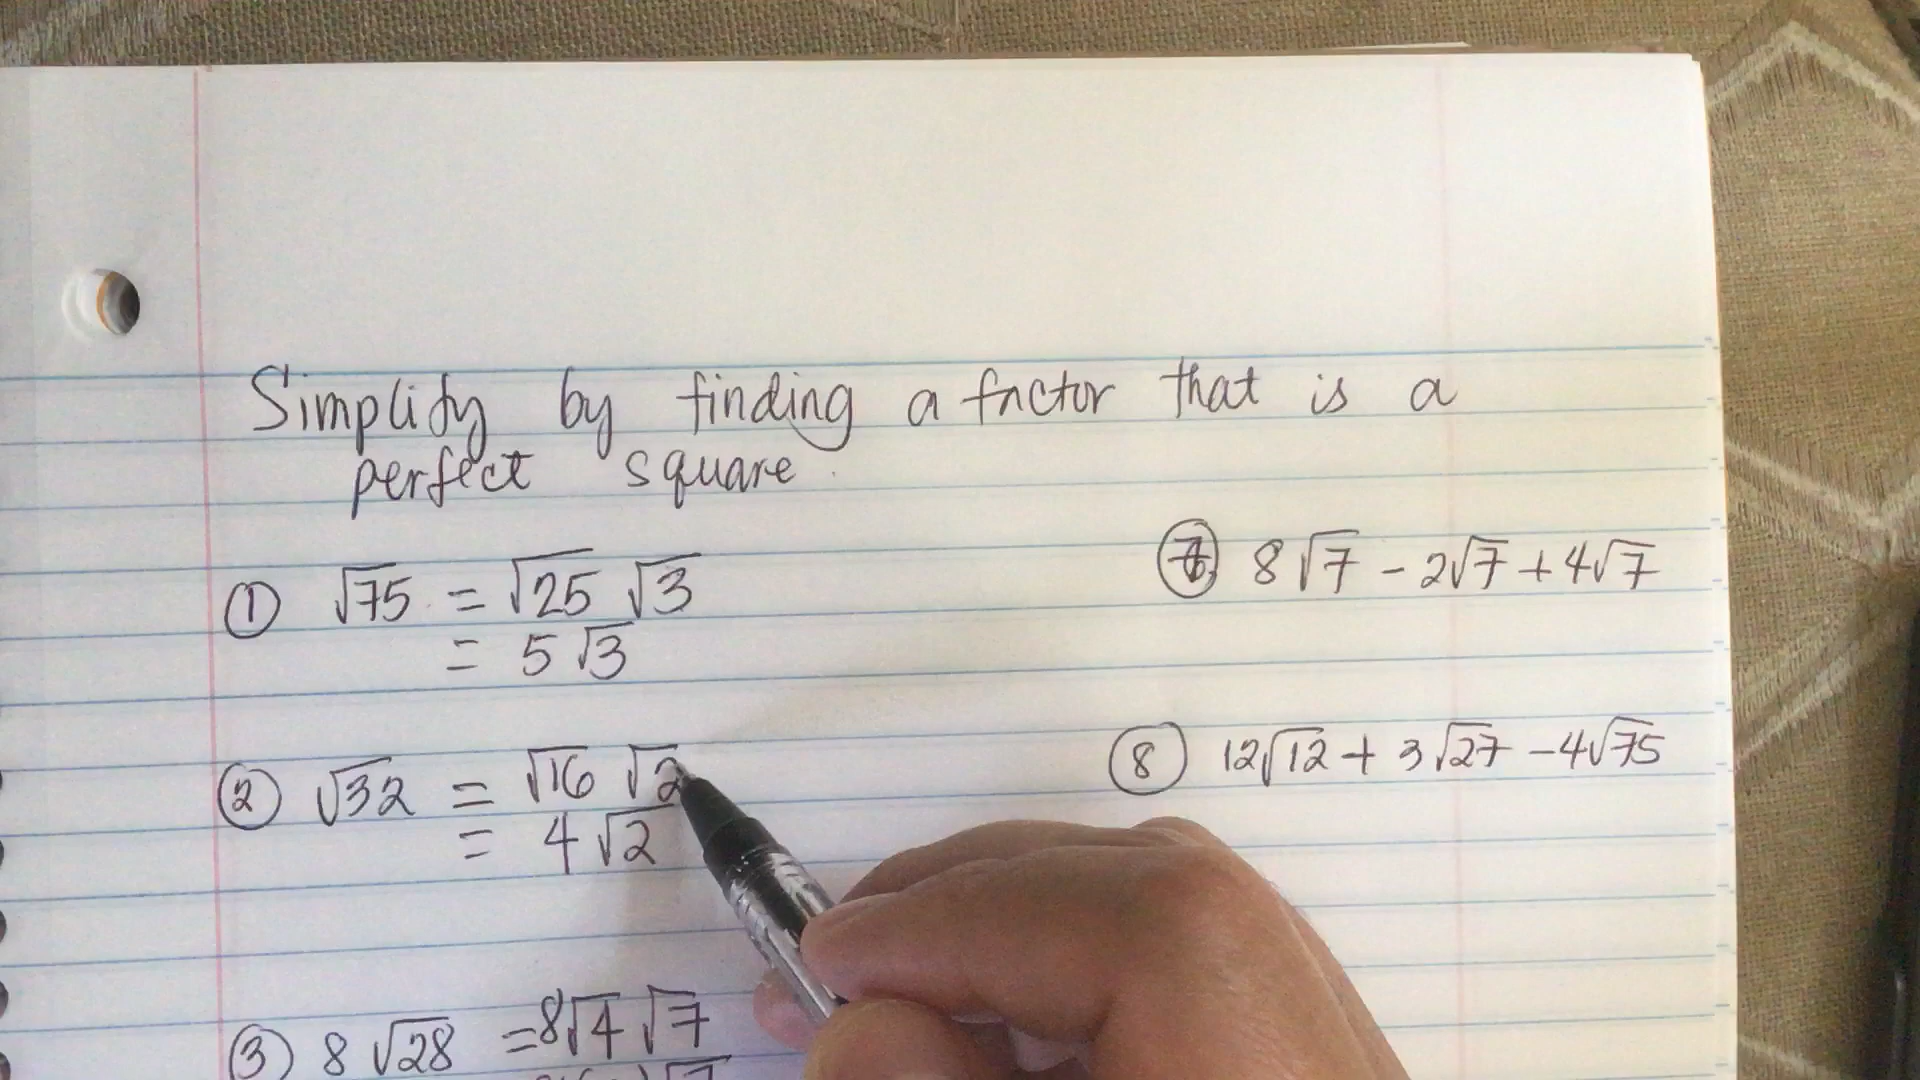 Simplify by finding a factor that is a
perfect square.
① √75 = √25 √3
= 5 √3
② √32 = √16 √2
= 4 √2
③ 8 √28 = 8√4 √7
⑦ 8 √7 - 2√7 + 4√7
⑧ 12√12 + 3√27 - 4√75